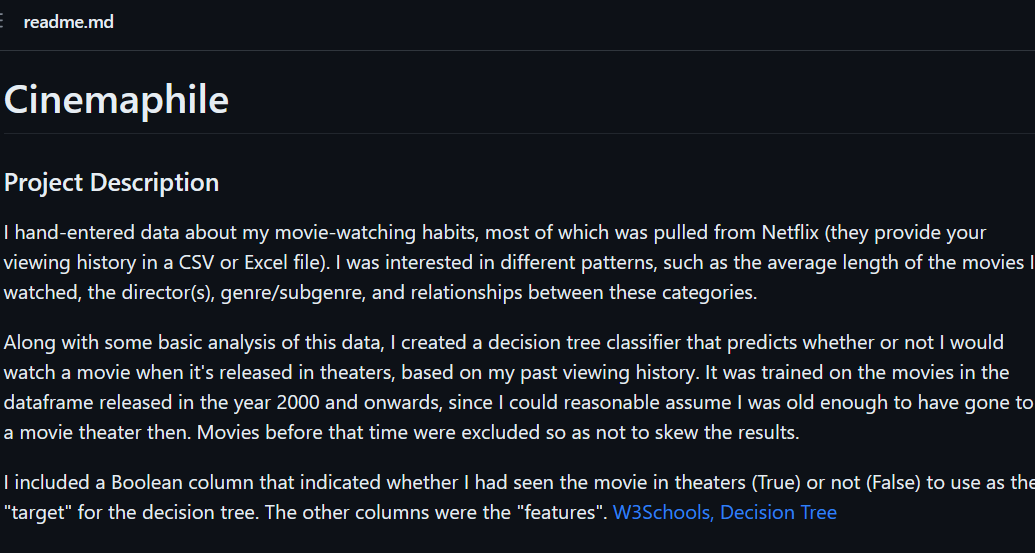 readme.md
Cinemaphile
Project Description
I hand-entered data about my movie-watching habits, most of which was pulled from Netflix (they provide your
viewing history in a CSV or Excel file). I was interested in different patterns, such as the average length of the movies I
watched, the director(s), genre/subgenre, and relationships between these categories.
Along with some basic analysis of this data, I created a decision tree classifier that predicts whether or not I would
watch a movie when it's released in theaters, based on my past viewing history. It was trained on the movies in the
dataframe released in the year 2000 and onwards, since I could reasonable assume I was old enough to have gone to
a movie theater then. Movies before that time were excluded so as not to skew the results.
I included a Boolean column that indicated whether I had seen the movie in theaters (True) or not (False) to use as the
"target" for the decision tree. The other columns were the "features". W3Schools, Decision Tree